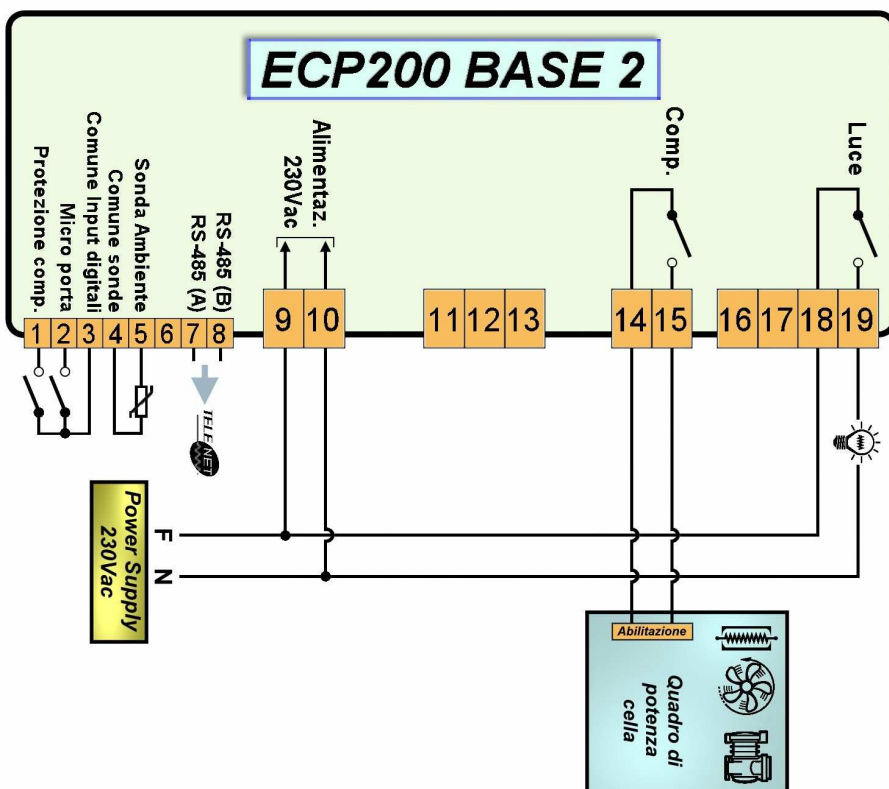 ECP200 BASE 2
Protezione comp.
Micro porta
Comune Input digitali
Comune sonde
Sonda Ambiente
RS-485 (A)
RS-485 (B)
Alimentaz.
230Vac
Comp.
Luce
1 2 3 4 5 6 7 8
9 10
11 12 13
14 15
16 17 18 19
TELE NET
Power Supply
230Vac
F
N
Abilitazione
Quadro di
potenza
cella